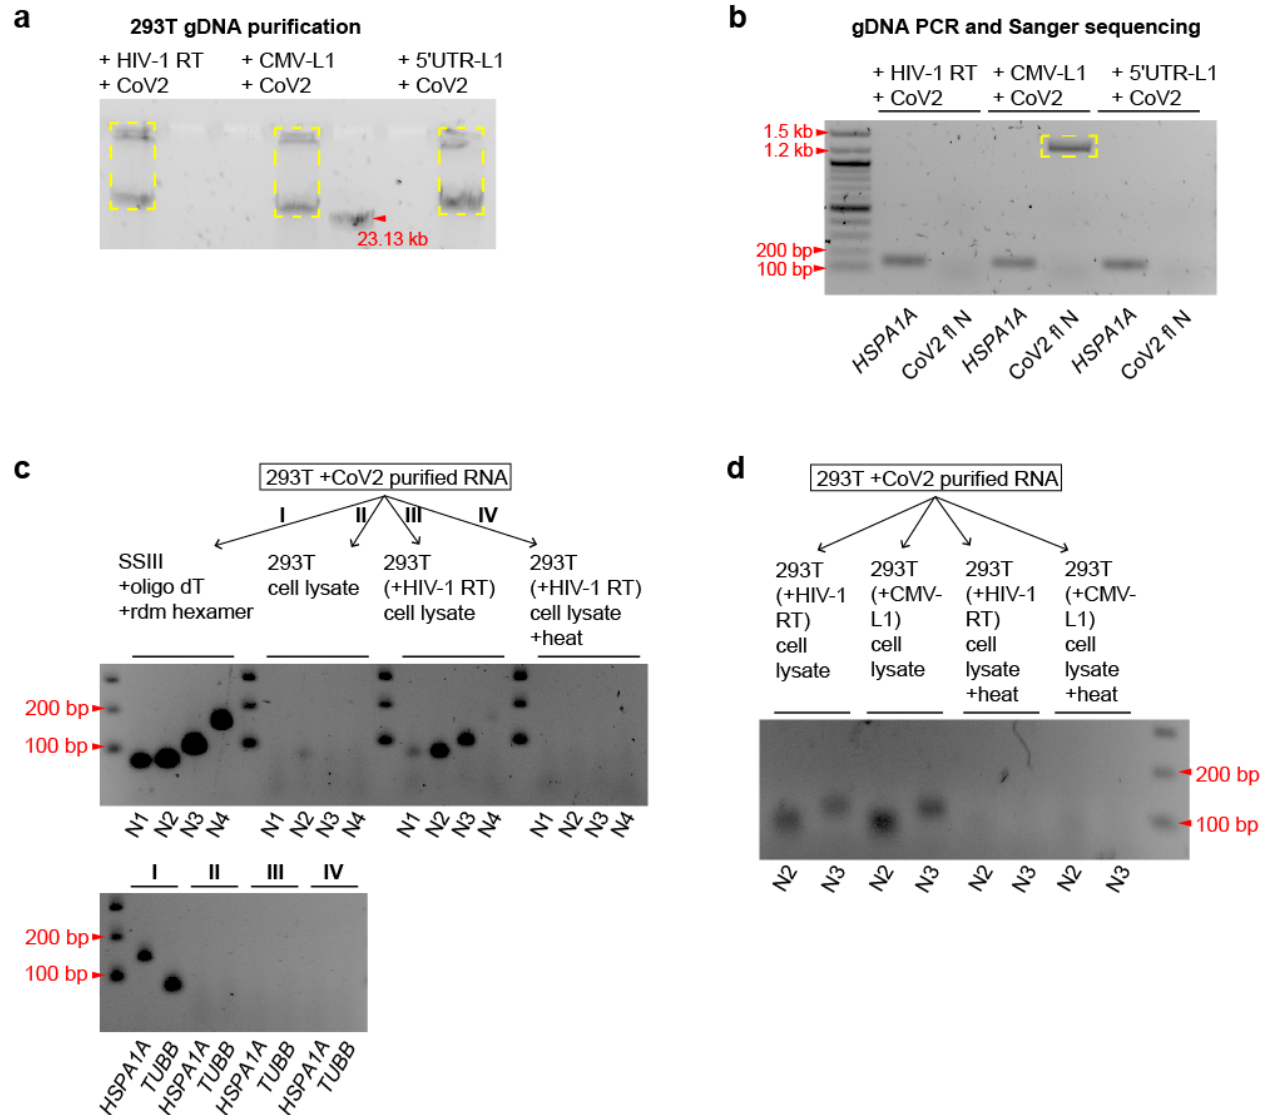 a
293T gDNA purification
+ HIV-1 RT
+ CoV2
+ CMV-L1
+ CoV2
+ 5'UTR-L1
+ CoV2
23.13 kb
b
gDNA PCR and Sanger sequencing
+ HIV-1 RT
+ CoV2
+ CMV-L1
+ CoV2
+ 5'UTR-L1
+ CoV2
1.5 kb
1.2 kb
200 bp
100 bp
HSPA1A
CoV2 fl N
HSPA1A
CoV2 fl N
HSPA1A
CoV2 fl N
c
293T +CoV2 purified RNA
I
II
III
IV
SSIII
+oligo dT
+rdm hexamer
293T
cell lysate
293T
(+HIV-1 RT)
cell lysate
293T
(+HIV-1 RT)
cell lysate
+heat
200 bp
100 bp
N1
N2
N3
N4
N1
N2
N3
N4
N1
N2
N3
N4
N1
N2
N3
N4
I
II
III
IV
200 bp
100 bp
HSPA1A
TUBB
HSPA1A
TUBB
HSPA1A
TUBB
HSPA1A
TUBB
d
293T +CoV2 purified RNA
293T
(+HIV-1
RT)
cell
lysate
293T
(+CMV-
L1)
cell
lysate
293T
(+HIV-1
RT)
cell
lysate
+heat
293T
(+CMV-
L1)
cell
lysate
+heat
200 bp
100 bp
N2
N3
N2
N3
N2
N3
N2
N3